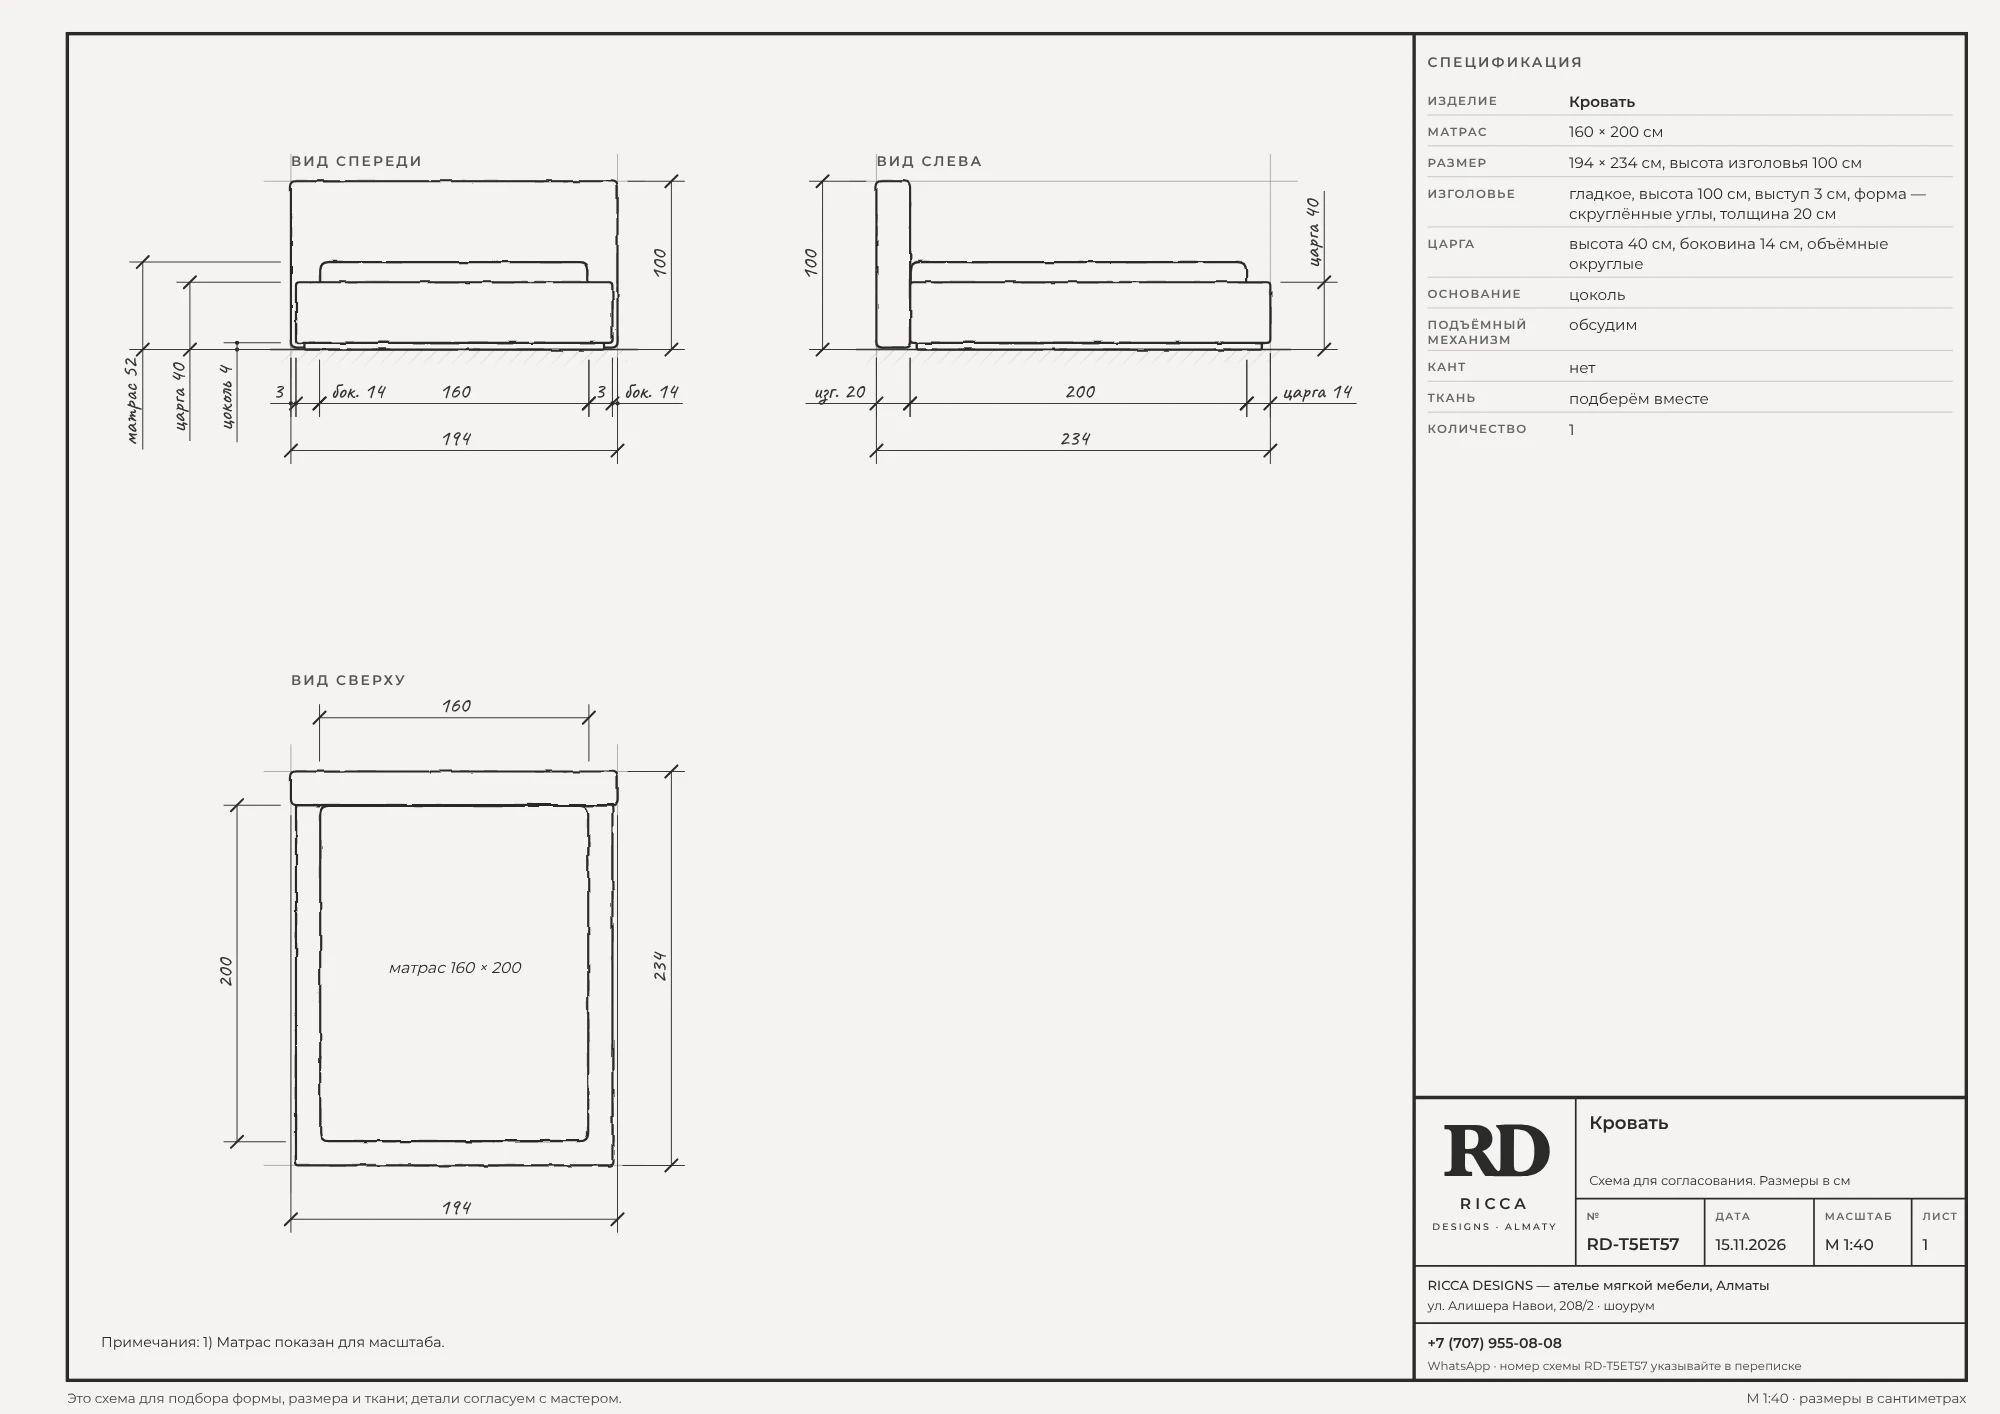 СПЕЦИФИКАЦИЯ
ИЗДЕЛИЕ Кровать
МАТРАС 160 × 200 см
РАЗМЕР 194 × 234 см, высота изголовья 100 см
ИЗГОЛОВЬЕ гладкое, высота 100 см, выступ 3 см, форма —
скруглённые углы, толщина 20 см
ЦАРГА высота 40 см, боковина 14 см, объёмные
округлые
ОСНОВАНИЕ цоколь
ПОДЪЁМНЫЙ обсудим
МЕХАНИЗМ
КАНТ нет
ТКАНЬ подберём вместе
КОЛИЧЕСТВО 1
ВИД СПЕРЕДИ
100
матрас 52
царга 40
цоколь 4
3 бок. 14 160 3 бок. 14
194
ВИД СЛЕВА
100
царга 40
изг. 20 200 царга 14
234
ВИД СВЕРХУ
160
200
матрас 160 × 200
234
194
Примечания: 1) Матрас показан для масштаба.
RD
RICCA
DESIGNS · ALMATY
Кровать
Схема для согласования. Размеры в см
№ ДАТА МАСШТАБ ЛИСТ
RD-T5ET57 15.11.2026 М 1:40 1
RICCA DESIGNS — ателье мягкой мебели, Алматы
ул. Алишера Навои, 208/2 · шоурум
+7 (707) 955-08-08
WhatsApp · номер схемы RD-T5ET57 указывайте в переписке
Это схема для подбора формы, размера и ткани; детали согласуем с мастером.
М 1:40 · размеры в сантиметрах